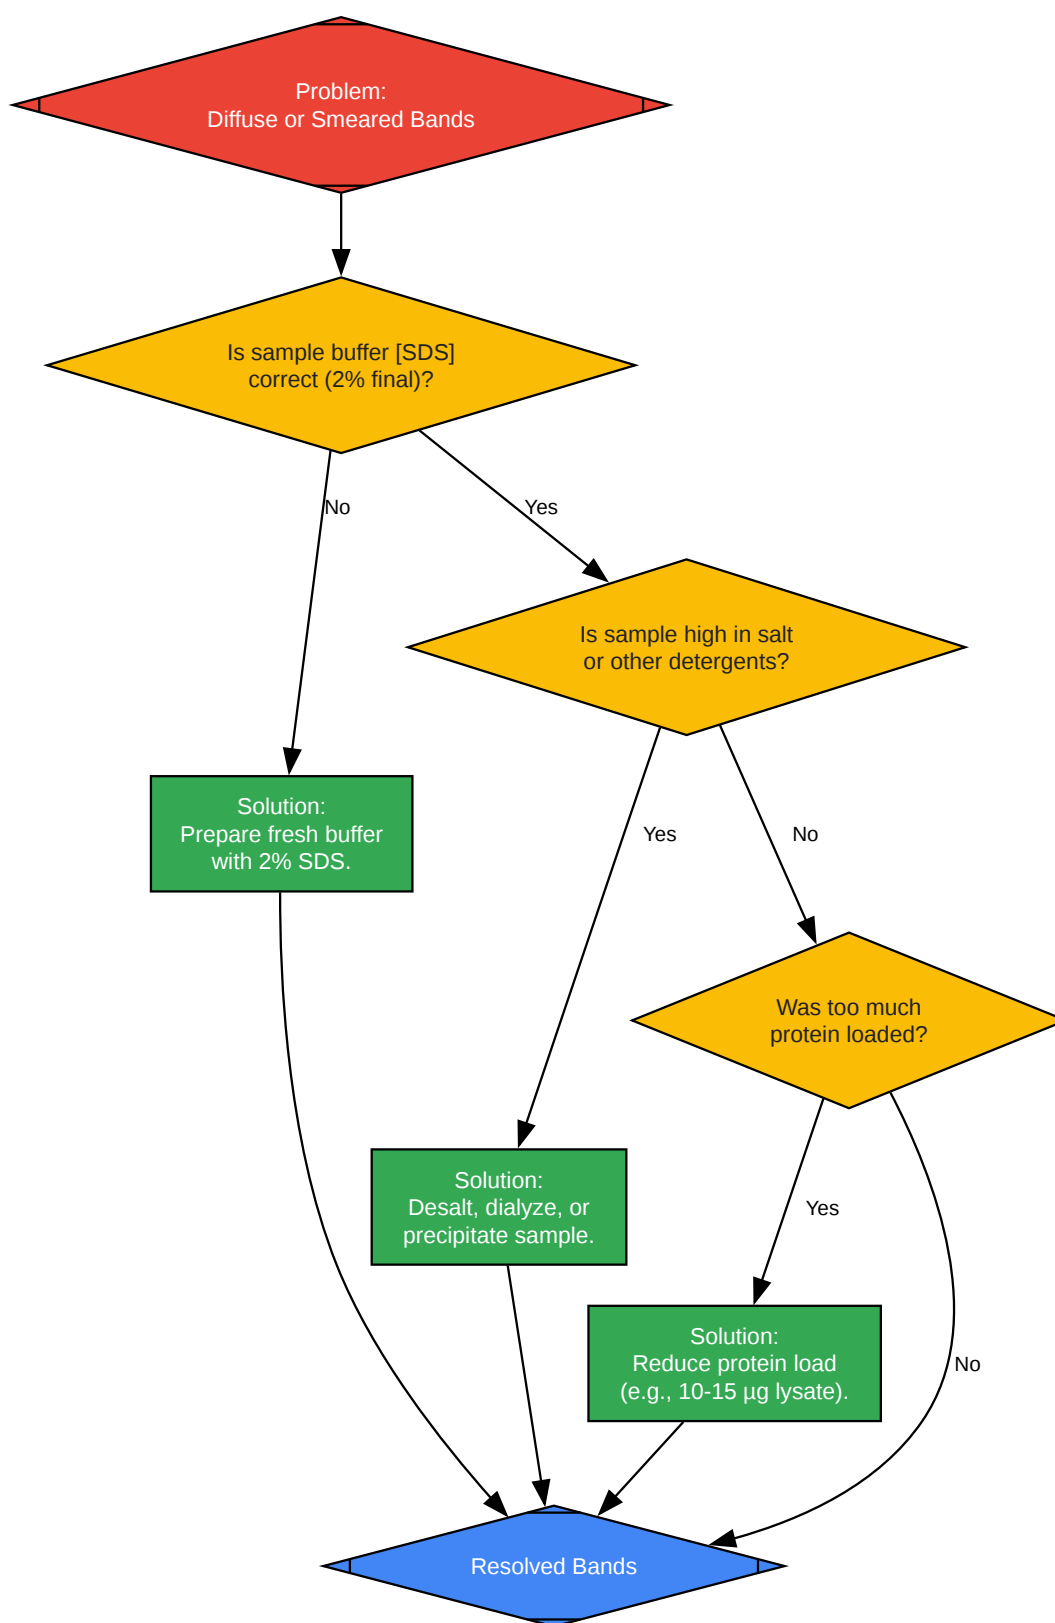 Problem:
Diffuse or Smeared Bands
Is sample buffer [SDS]
correct (2% final)?
No
Yes
Is sample high in salt
or other detergents?
Solution:
Prepare fresh buffer
with 2% SDS.
Yes
No
Was too much
protein loaded?
Solution:
Desalt, dialyze, or
precipitate sample.
Yes
Solution:
Reduce protein load
(e.g., 10-15 µg lysate).
No
Resolved Bands